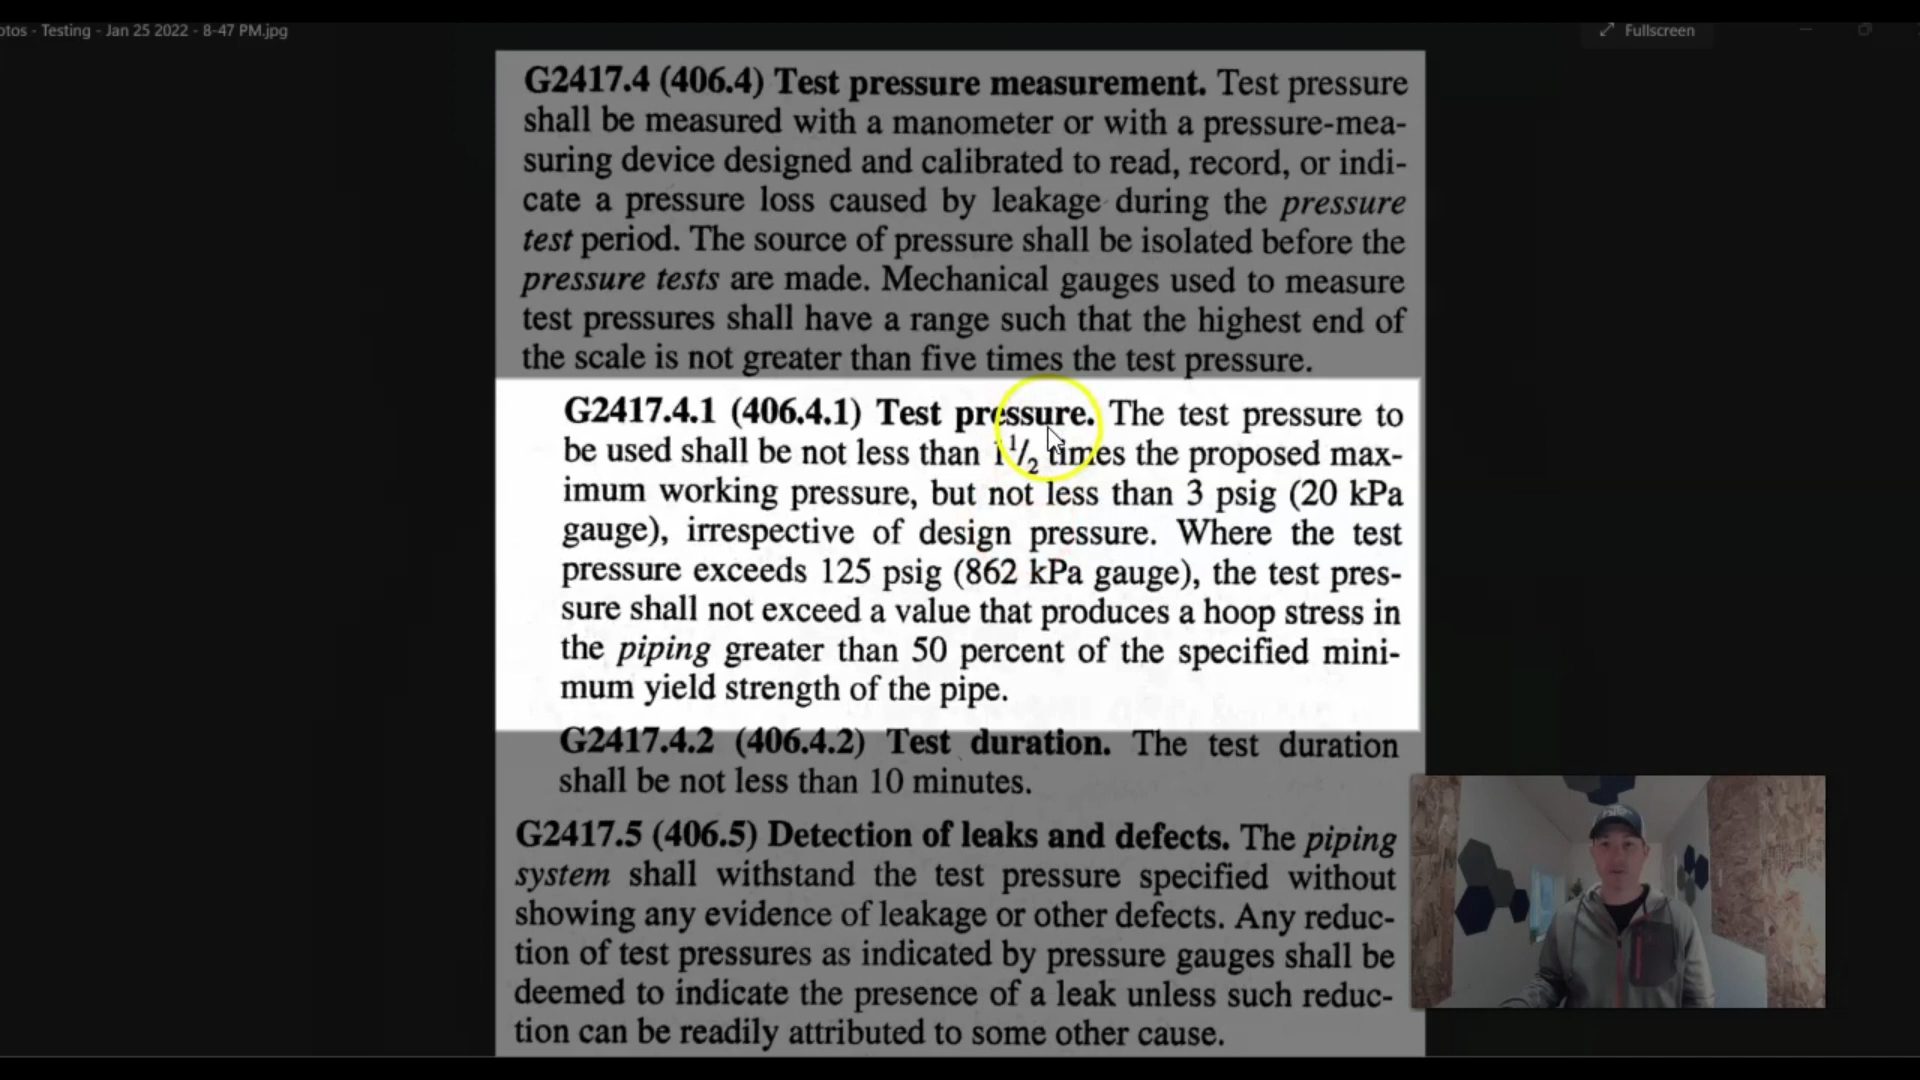 otos - Testing - Jan 25 2022 - 8-47 PM.jpg
Fullscreen
G2417.4 (406.4) Test pressure measurement. Test pressure
shall be measured with a manometer or with a pressure-mea-
suring device designed and calibrated to read, record, or indi-
cate a pressure loss caused by leakage during the pressure
test period. The source of pressure shall be isolated before the
pressure tests are made. Mechanical gauges used to measure
test pressures shall have a range such that the highest end of
the scale is not greater than five times the test pressure.
G2417.4.1 (406.4.1) Test pressure. The test pressure to
be used shall be not less than 1 1/2 times the proposed max-
imum working pressure, but not less than 3 psig (20 kPa
gauge), irrespective of design pressure. Where the test
pressure exceeds 125 psig (862 kPa gauge), the test pres-
sure shall not exceed a value that produces a hoop stress in
the piping greater than 50 percent of the specified mini-
mum yield strength of the pipe.
G2417.4.2 (406.4.2) Test duration. The test duration
shall be not less than 10 minutes.
G2417.5 (406.5) Detection of leaks and defects. The piping
system shall withstand the test pressure specified without
showing any evidence of leakage or other defects. Any reduc-
tion of test pressures as indicated by pressure gauges shall be
deemed to indicate the presence of a leak unless such reduc-
tion can be readily attributed to some other cause.